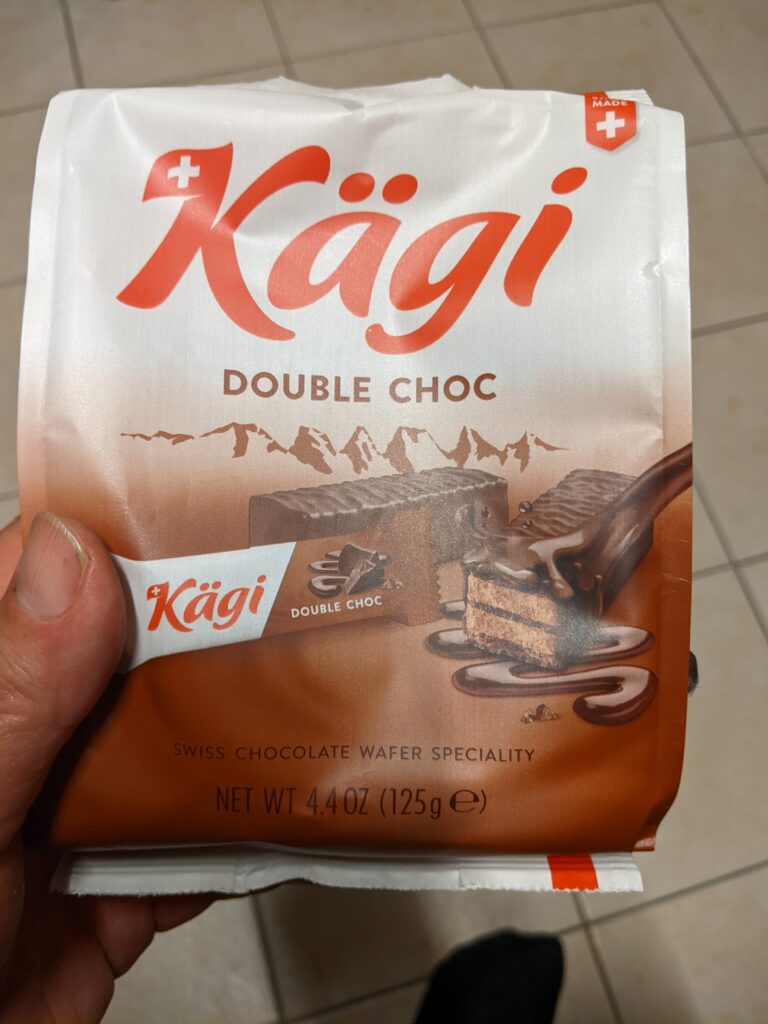 MADE
Kägi
DOUBLE CHOC
Kägi
DOUBLE CHOC
SWISS CHOCOLATE WAFER SPECIALITY
NET WT 4.4 OZ (125g ℮)